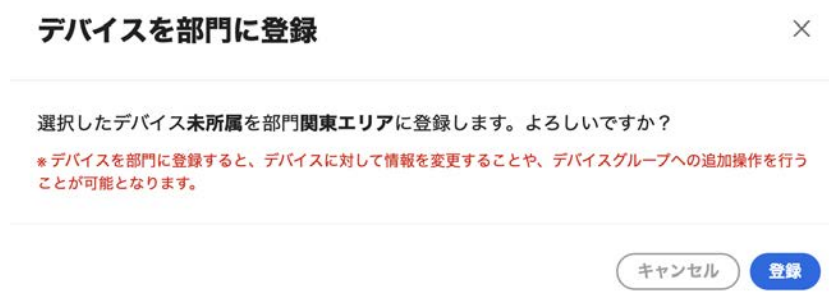 デバイスを部門に登録
選択したデバイス未所属を部門関東エリアに登録します。よろしいですか？
※デバイスを部門に登録すると、デバイスに対して情報を変更することや、デバイスグループへの追加操作を行う
ことが可能となります。
キャンセル 登録